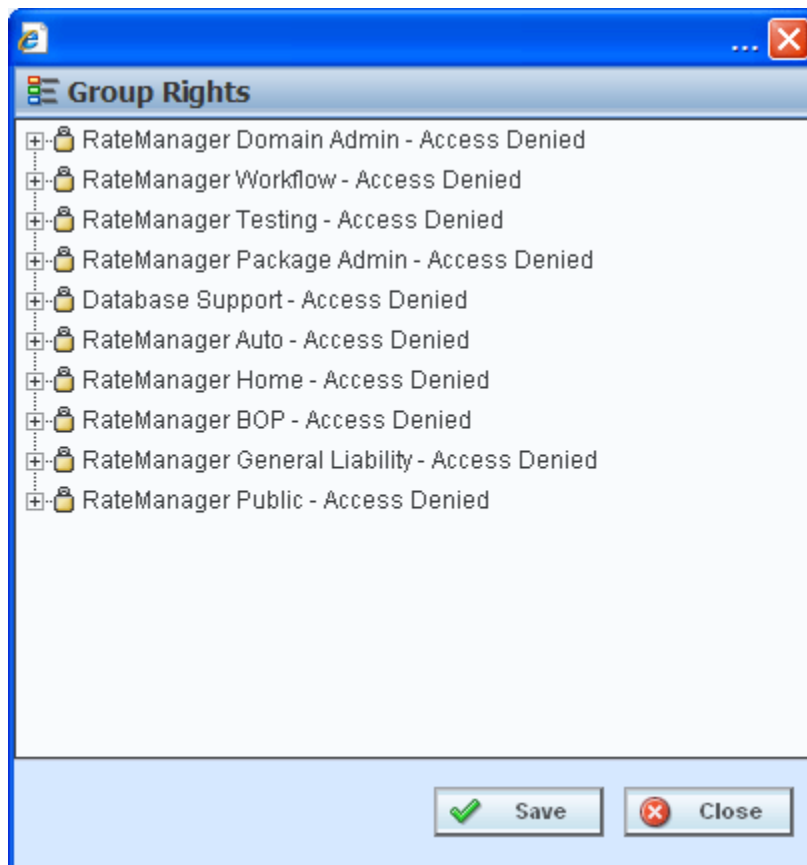 ...
Group Rights
RateManager Domain Admin - Access Denied
RateManager Workflow - Access Denied
RateManager Testing - Access Denied
RateManager Package Admin - Access Denied
Database Support - Access Denied
RateManager Auto - Access Denied
RateManager Home - Access Denied
RateManager BOP - Access Denied
RateManager General Liability - Access Denied
RateManager Public - Access Denied
Save Close